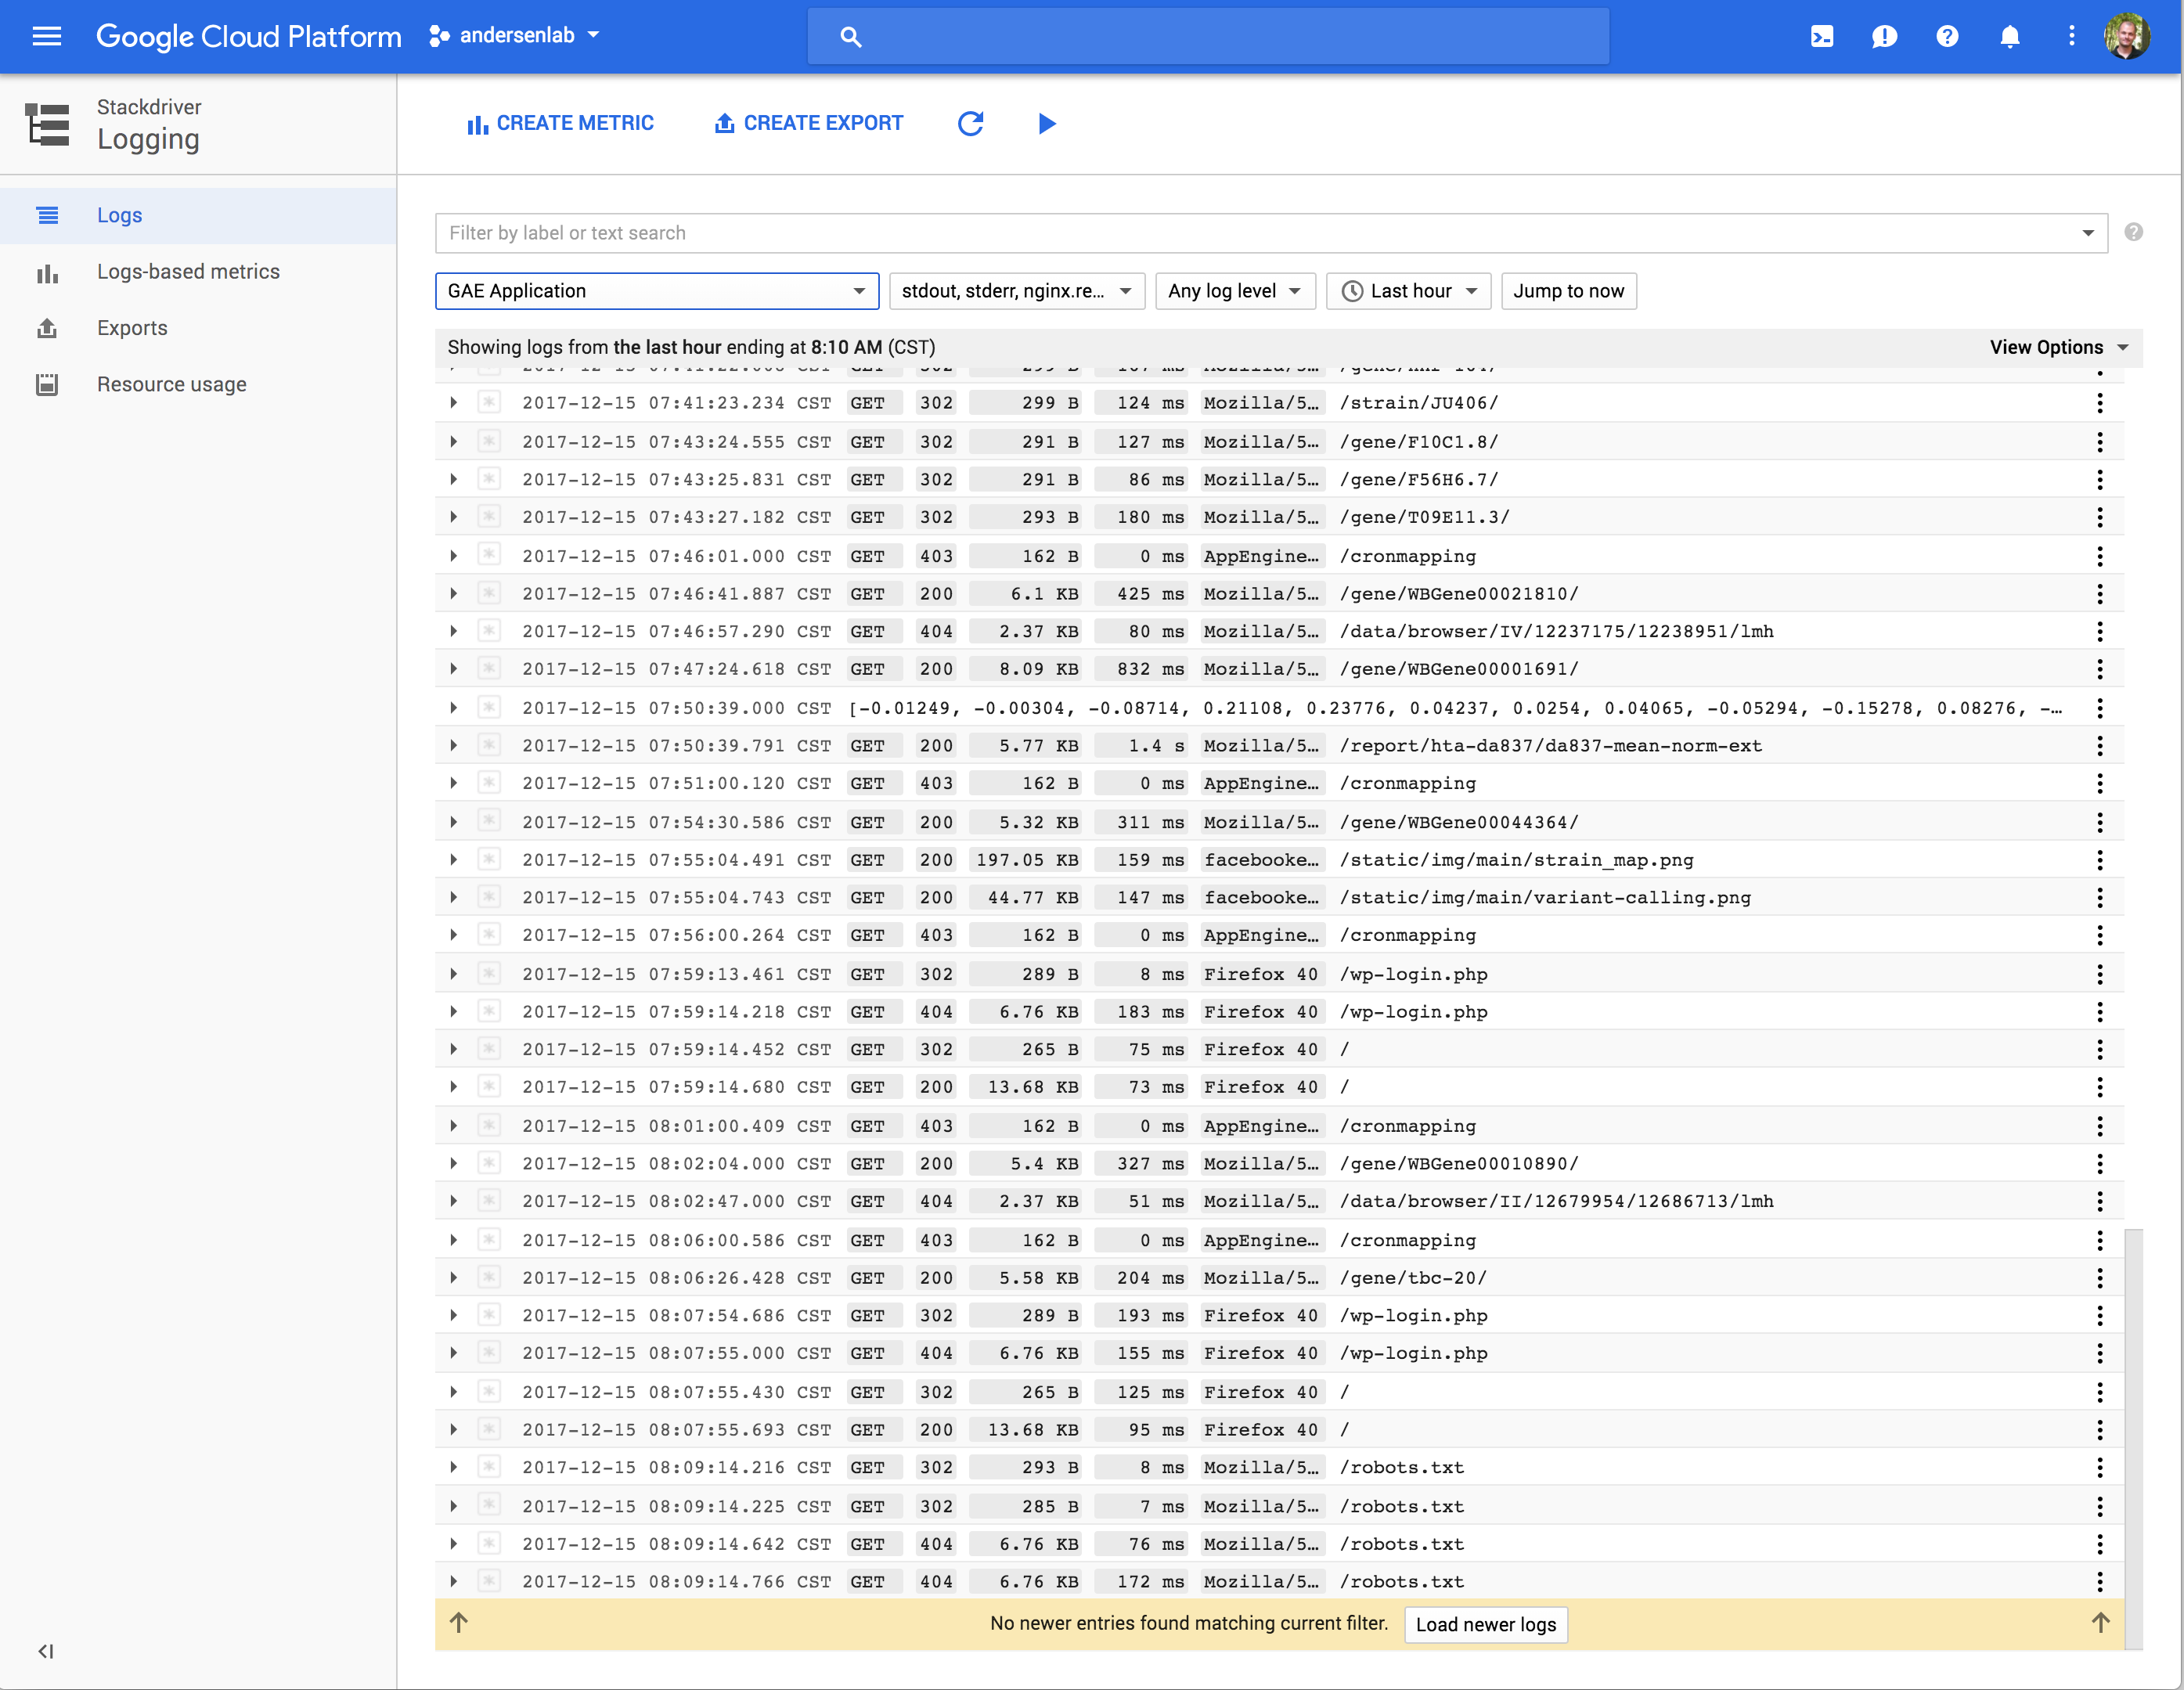 Google Cloud Platform andersenlab
Stackdriver
Logging
CREATE METRIC CREATE EXPORT
Logs
Logs-based metrics
Exports
Resource usage
Filter by label or text search
GAE Application stdout, stderr, nginx.re... Any log level Last hour Jump to now
Showing logs from the last hour ending at 8:10 AM (CST) View Options
2017-12-15 07:41:23.234 CST GET 302 299 B 124 ms Mozilla/5... /strain/JU406/
2017-12-15 07:43:24.555 CST GET 302 291 B 127 ms Mozilla/5... /gene/F10C1.8/
2017-12-15 07:43:25.831 CST GET 302 291 B 86 ms Mozilla/5... /gene/F56H6.7/
2017-12-15 07:43:27.182 CST GET 302 293 B 180 ms Mozilla/5... /gene/T09E11.3/
2017-12-15 07:46:01.000 CST GET 403 162 B 0 ms AppEngine... /cronmapping
2017-12-15 07:46:41.887 CST GET 200 6.1 KB 425 ms Mozilla/5... /gene/WBGene00021810/
2017-12-15 07:46:57.290 CST GET 404 2.37 KB 80 ms Mozilla/5... /data/browser/IV/12237175/12238951/lmh
2017-12-15 07:47:24.618 CST GET 200 8.09 KB 832 ms Mozilla/5... /gene/WBGene00001691/
2017-12-15 07:50:39.000 CST [-0.01249, -0.00304, -0.08714, 0.21108, 0.23776, 0.04237, 0.0254, 0.04065, -0.05294, -0.15278, 0.08276, -...
2017-12-15 07:50:39.791 CST GET 200 5.77 KB 1.4 s Mozilla/5... /report/hta-da837/da837-mean-norm-ext
2017-12-15 07:51:00.120 CST GET 403 162 B 0 ms AppEngine... /cronmapping
2017-12-15 07:54:30.586 CST GET 200 5.32 KB 311 ms Mozilla/5... /gene/WBGene00044364/
2017-12-15 07:55:04.491 CST GET 200 197.05 KB 159 ms facebooke... /static/img/main/strain_map.png
2017-12-15 07:55:04.743 CST GET 200 44.77 KB 147 ms facebooke... /static/img/main/variant-calling.png
2017-12-15 07:56:00.264 CST GET 403 162 B 0 ms AppEngine... /cronmapping
2017-12-15 07:59:13.461 CST GET 302 289 B 8 ms Firefox 40 /wp-login.php
2017-12-15 07:59:14.218 CST GET 404 6.76 KB 183 ms Firefox 40 /wp-login.php
2017-12-15 07:59:14.452 CST GET 302 265 B 75 ms Firefox 40 /
2017-12-15 07:59:14.680 CST GET 200 13.68 KB 73 ms Firefox 40 /
2017-12-15 08:01:00.409 CST GET 403 162 B 0 ms AppEngine... /cronmapping
2017-12-15 08:02:04.000 CST GET 200 5.4 KB 327 ms Mozilla/5... /gene/WBGene00010890/
2017-12-15 08:02:47.000 CST GET 404 2.37 KB 51 ms Mozilla/5... /data/browser/II/12679954/12686713/lmh
2017-12-15 08:06:00.586 CST GET 403 162 B 0 ms AppEngine... /cronmapping
2017-12-15 08:06:26.428 CST GET 200 5.58 KB 204 ms Mozilla/5... /gene/tbc-20/
2017-12-15 08:07:54.686 CST GET 302 289 B 193 ms Firefox 40 /wp-login.php
2017-12-15 08:07:55.000 CST GET 404 6.76 KB 155 ms Firefox 40 /wp-login.php
2017-12-15 08:07:55.430 CST GET 302 265 B 125 ms Firefox 40 /
2017-12-15 08:07:55.693 CST GET 200 13.68 KB 95 ms Firefox 40 /
2017-12-15 08:09:14.216 CST GET 302 293 B 8 ms Mozilla/5... /robots.txt
2017-12-15 08:09:14.225 CST GET 302 285 B 7 ms Mozilla/5... /robots.txt
2017-12-15 08:09:14.642 CST GET 404 6.76 KB 76 ms Mozilla/5... /robots.txt
2017-12-15 08:09:14.766 CST GET 404 6.76 KB 172 ms Mozilla/5... /robots.txt
No newer entries found matching current filter. Load newer logs